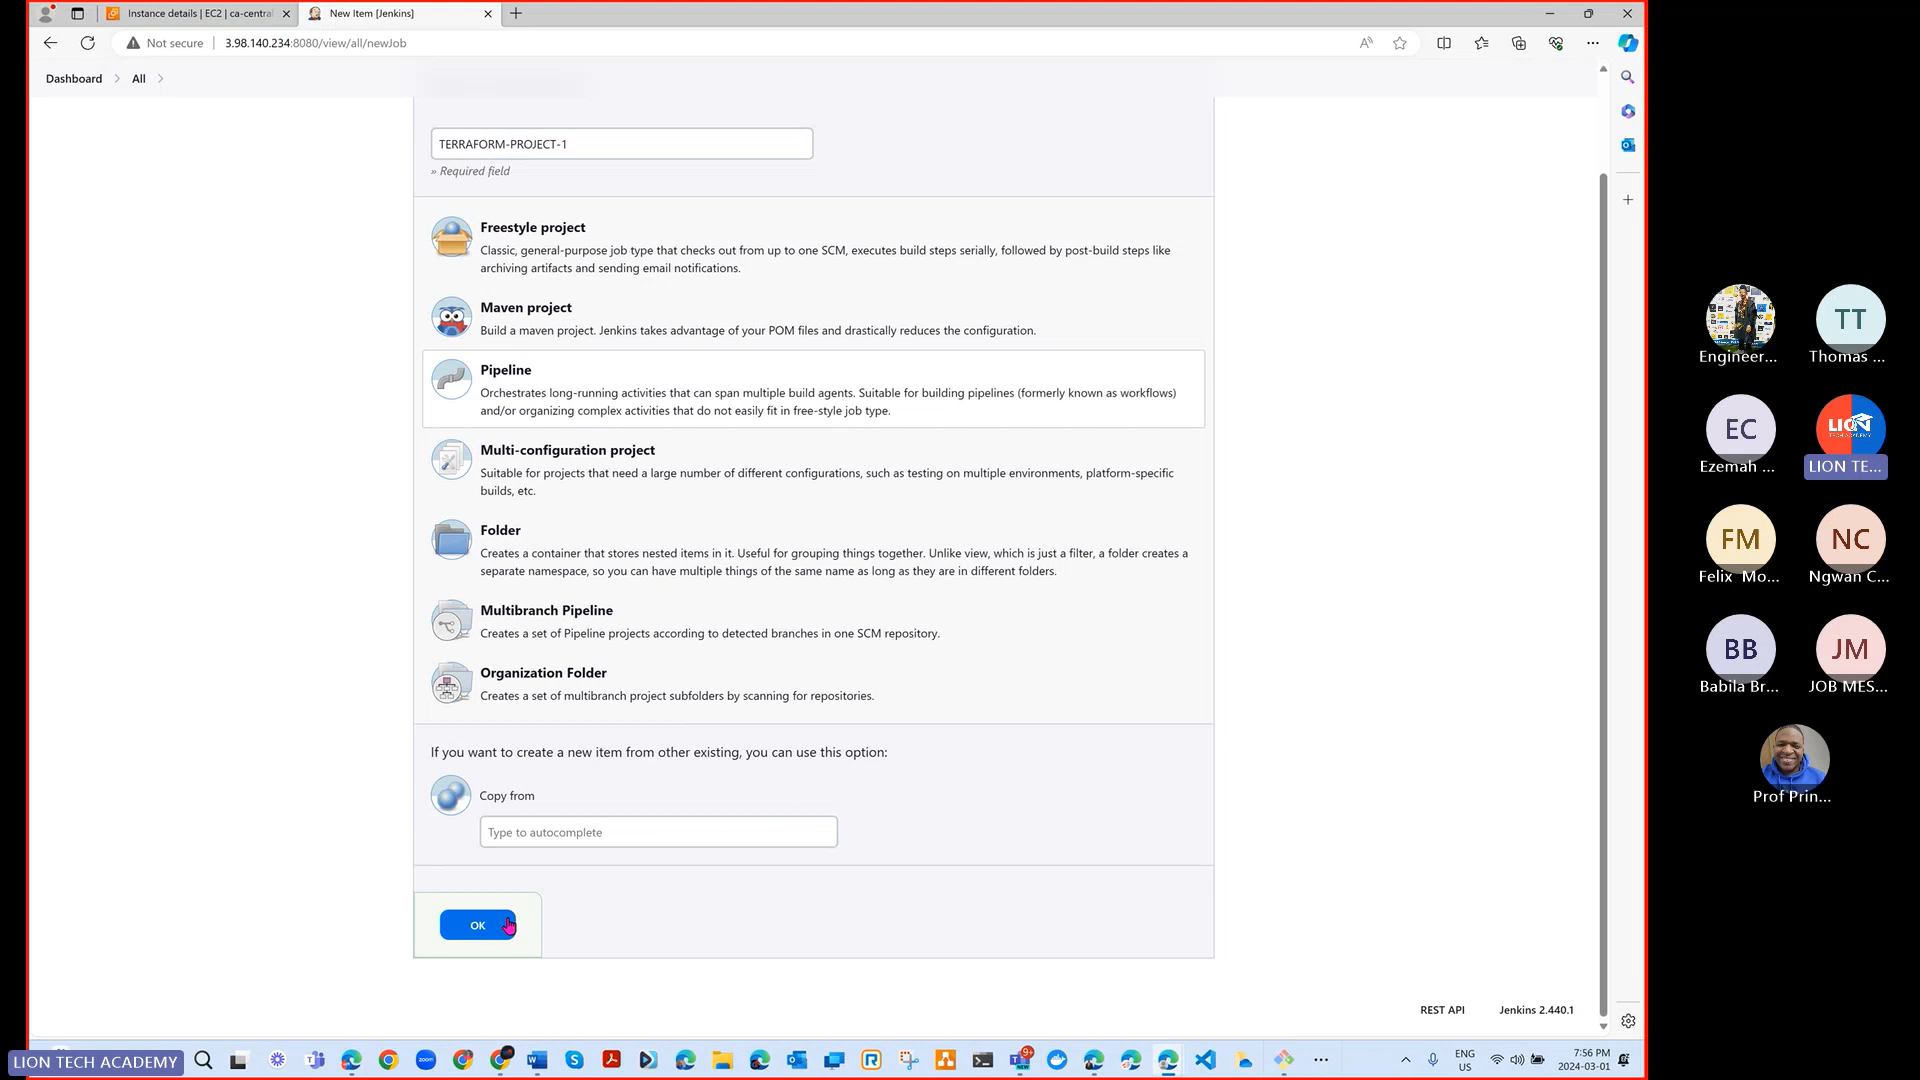 Instance details | EC2 | ca-central
New Item [Jenkins]
Not secure
3.98.140.234:8080/view/all/newJob
Dashboard
All
TERRAFORM-PROJECT-1
» Required field
Freestyle project
Classic, general-purpose job type that checks out from up to one SCM, executes build steps serially, followed by post-build steps like
archiving artifacts and sending email notifications.
Maven project
Build a maven project. Jenkins takes advantage of your POM files and drastically reduces the configuration.
Pipeline
Orchestrates long-running activities that can span multiple build agents. Suitable for building pipelines (formerly known as workflows)
and/or organizing complex activities that do not easily fit in free-style job type.
Multi-configuration project
Suitable for projects that need a large number of different configurations, such as testing on multiple environments, platform-specific
builds, etc.
Folder
Creates a container that stores nested items in it. Useful for grouping things together. Unlike view, which is just a filter, a folder creates a
separate namespace, so you can have multiple things of the same name as long as they are in different folders.
Multibranch Pipeline
Creates a set of Pipeline projects according to detected branches in one SCM repository.
Organization Folder
Creates a set of multibranch project subfolders by scanning for repositories.
If you want to create a new item from other existing, you can use this option:
Copy from
Type to autocomplete
OK
REST API
Jenkins 2.440.1
Engineer...
TT
Thomas ...
EC
Ezemah ...
LION
TECH ACADEMY
LION TE...
FM
Felix Mo...
NC
Ngwan C...
BB
Babila Br...
JM
JOB MES...
Prof Prin...
LION TECH ACADEMY
zoom
9+
NEW
ENG
US
7:56 PM
2024-03-01